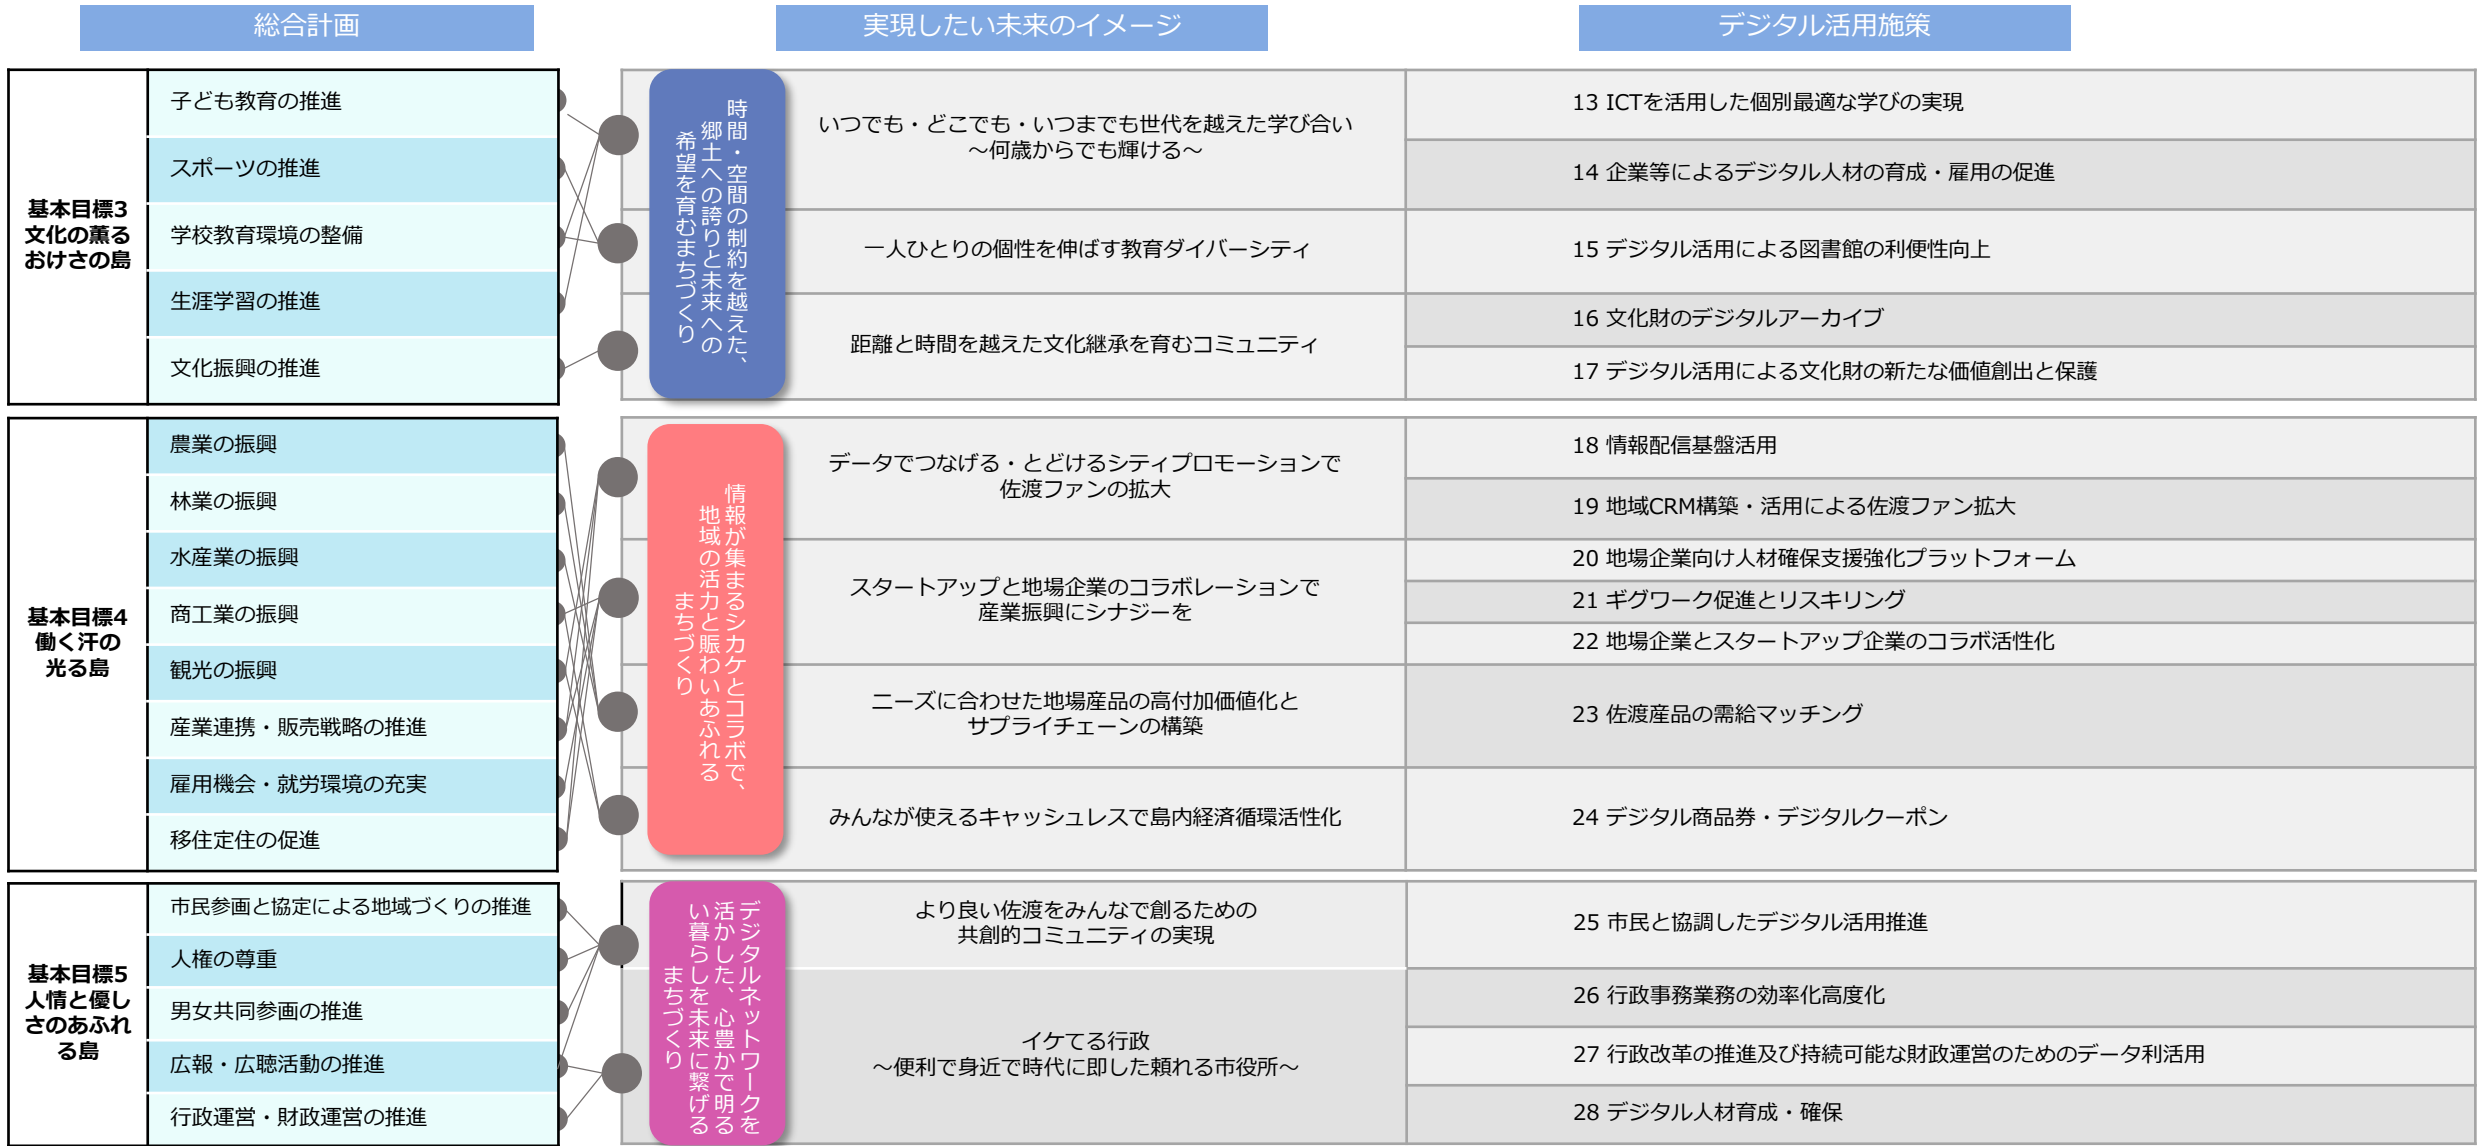 総合計画
実現したい未来のイメージ
デジタル活用施策
基本目標3
文化の薫る
おけさの島
子ども教育の推進
スポーツの推進
学校教育環境の整備
生涯学習の推進
文化振興の推進
時間・空間の制約を越えた、
郷土への誇りと未来への
希望を育むまちづくり
いつでも・どこでも・いつまでも世代を越えた学び合い
～何歳からでも輝ける～
一人ひとりの個性を伸ばす教育ダイバーシティ
距離と時間を越えた文化継承を育むコミュニティ
13 ICTを活用した個別最適な学びの実現
14 企業等によるデジタル人材の育成・雇用の促進
15 デジタル活用による図書館の利便性向上
16 文化財のデジタルアーカイブ
17 デジタル活用による文化財の新たな価値創出と保護
基本目標4
働く汗の
光る島
農業の振興
林業の振興
水産業の振興
商工業の振興
観光の振興
産業連携・販売戦略の推進
雇用機会・就労環境の充実
移住定住の促進
情報が集まるシカケとコラボで、
地域の活力と賑わいあふれる
まちづくり
データでつなげる・とどけるシティプロモーションで
佐渡ファンの拡大
スタートアップと地場企業のコラボレーションで
産業振興にシナジーを
ニーズに合わせた地場産品の高付加価値化と
サプライチェーンの構築
みんなが使えるキャッシュレスで島内経済循環活性化
18 情報配信基盤活用
19 地域CRM構築・活用による佐渡ファン拡大
20 地場企業向け人材確保支援強化プラットフォーム
21 ギグワーク促進とリスキリング
22 地場企業とスタートアップ企業のコラボ活性化
23 佐渡産品の需給マッチング
24 デジタル商品券・デジタルクーポン
基本目標5
人情と優し
さのあふれ
る島
市民参画と協定による地域づくりの推進
人権の尊重
男女共同参画の推進
広報・広聴活動の推進
行政運営・財政運営の推進
デジタルネットワークを
活かした、心豊かで明る
い暮らしを未来に繋げる
まちづくり
より良い佐渡をみんなで創るための
共創的コミュニティの実現
イケてる行政
～便利で身近で時代に即した頼れる市役所～
25 市民と協調したデジタル活用推進
26 行政事務業務の効率化高度化
27 行政改革の推進及び持続可能な財政運営のためのデータ利活用
28 デジタル人材育成・確保